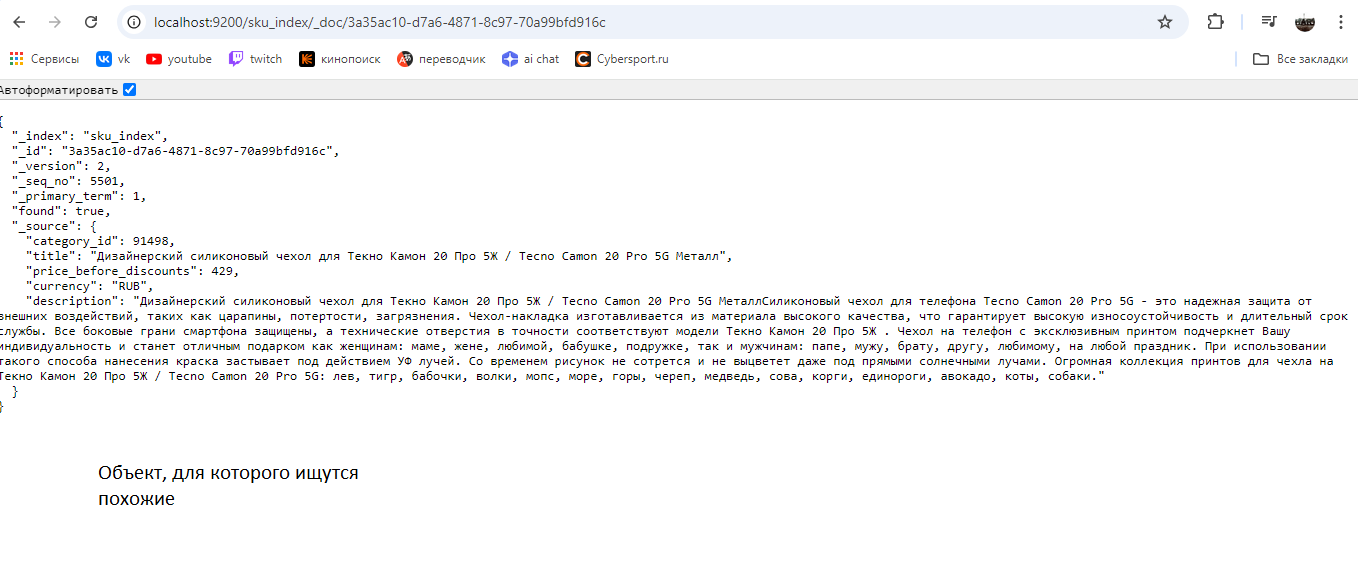 localhost:9200/sku_index/_doc/3a35ac10-d7a6-4871-8c97-70a99bfd916c
Сервисы vk youtube twitch кинопоиск переводчик ai chat Cybersport.ru Все закладки
Автоформатировать
{
"_index": "sku_index",
"_id": "3a35ac10-d7a6-4871-8c97-70a99bfd916c",
"_version": 2,
"_seq_no": 5501,
"_primary_term": 1,
"found": true,
"_source": {
"category_id": 91498,
"title": "Дизайнерский силиконовый чехол для Текно Камон 20 Про 5Ж / Tecno Camon 20 Pro 5G Металл",
"price_before_discounts": 429,
"currency": "RUB",
"description": "Дизайнерский силиконовый чехол для Текно Камон 20 Про 5Ж / Tecno Camon 20 Pro 5G МеталлСиликоновый чехол для телефона Tecno Camon 20 Pro 5G - это надежная защита от
внешних воздействий, таких как царапины, потертости, загрязнения. Чехол-накладка изготавливается из материала высокого качества, что гарантирует высокую износоустойчивость и длительный срок
службы. Все боковые грани смартфона защищены, а технические отверстия в точности соответствуют модели Текно Камон 20 Про 5Ж . Чехол на телефон с эксклюзивным принтом подчеркнет Вашу
индивидуальность и станет отличным подарком как женщинам: маме, жене, любимой, бабушке, подружке, так и мужчинам: папе, мужу, брату, другу, любимому, на любой праздник. При использовании
такого способа нанесения краска застывает под действием УФ лучей. Со временем рисунок не сотрется и не выцветет даже под прямыми солнечными лучами. Огромная коллекция принтов для чехла на
Текно Камон 20 Про 5Ж / Tecno Camon 20 Pro 5G: лев, тигр, бабочки, волки, мопс, море, горы, череп, медведь, сова, корги, единороги, авокадо, коты, собаки."
}
}
Объект, для которого ищутся
похожие